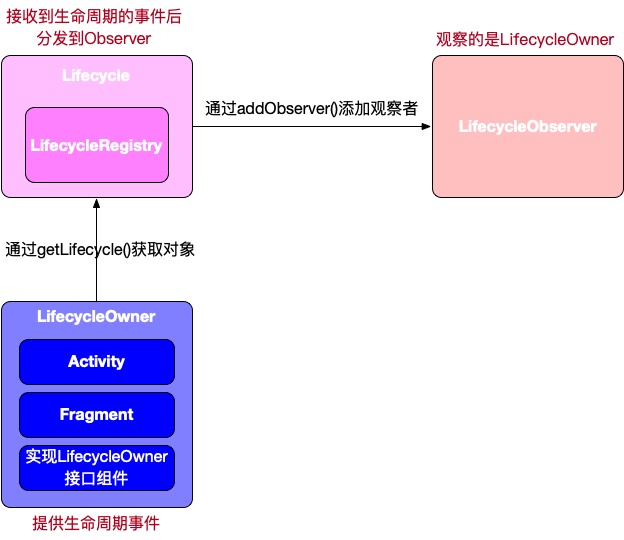 接收到生命周期的事件后
分发到Observer
观察的是LifecycleOwner
Lifecycle
LifecycleRegistry
通过addObserver()添加观察者
LifecycleObserver
通过getLifecycle()获取对象
LifecycleOwner
Activity
Fragment
实现LifecycleOwner
接口组件
提供生命周期事件